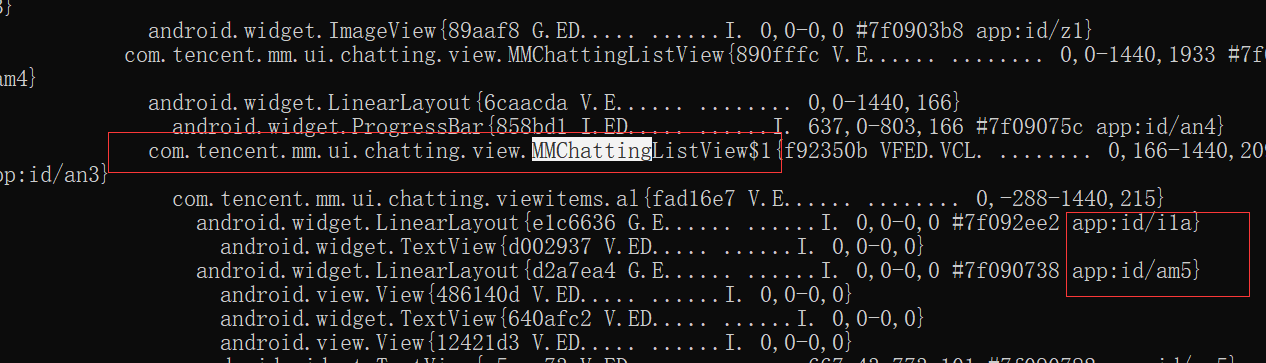 3}
android.widget.ImageView{89aaf8 G.ED..... ......I. 0,0-0,0 #7f0903b8 app:id/z1}
com.tencent.mm.ui.chatting.view.MMChattingListView{890fffc V.E...... ........ 0,0-1440,1933 #7f0
am4}
android.widget.LinearLayout{6caacda V.E...... ........ 0,0-1440,166}
android.widget.ProgressBar{858bd1 I.ED..... ......I. 637,0-803,166 #7f09075c app:id/an4}
com.tencent.mm.ui.chatting.view.MMChattingListView$1{f92350b VFED.VCL. ........ 0,166-1440,209
pp:id/an3}
com.tencent.mm.ui.chatting.viewitems.al{fad16e7 V.E...... ........ 0,-288-1440,215}
android.widget.LinearLayout{e1c6636 G.E...... ......I. 0,0-0,0 #7f092ee2 app:id/i1a}
android.widget.TextView{d002937 V.ED..... ......I. 0,0-0,0}
android.widget.LinearLayout{d2a7ea4 G.E...... ......I. 0,0-0,0 #7f090738 app:id/am5}
android.view.View{486140d V.ED..... ......I. 0,0-0,0}
android.widget.TextView{640afc2 V.ED..... ......I. 0,0-0,0}
android.view.View{12421d3 V.ED..... ......I. 0,0-0,0}